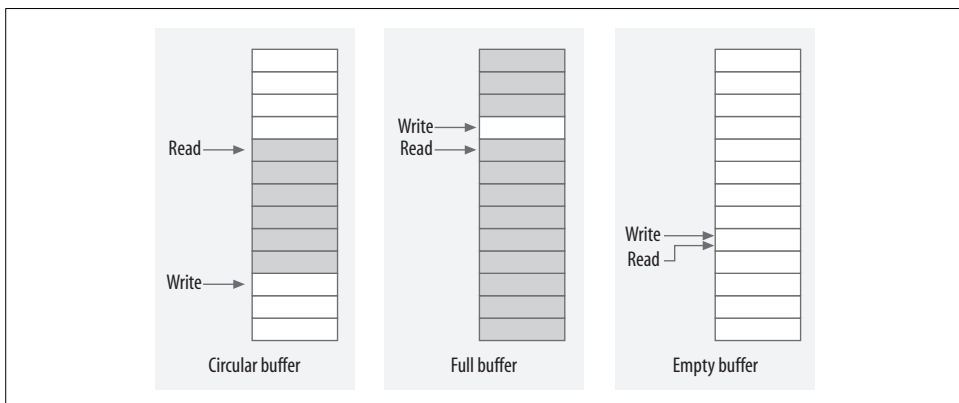 Read
Write
Circular buffer
Write
Read
Full buffer
Write
Read
Empty buffer